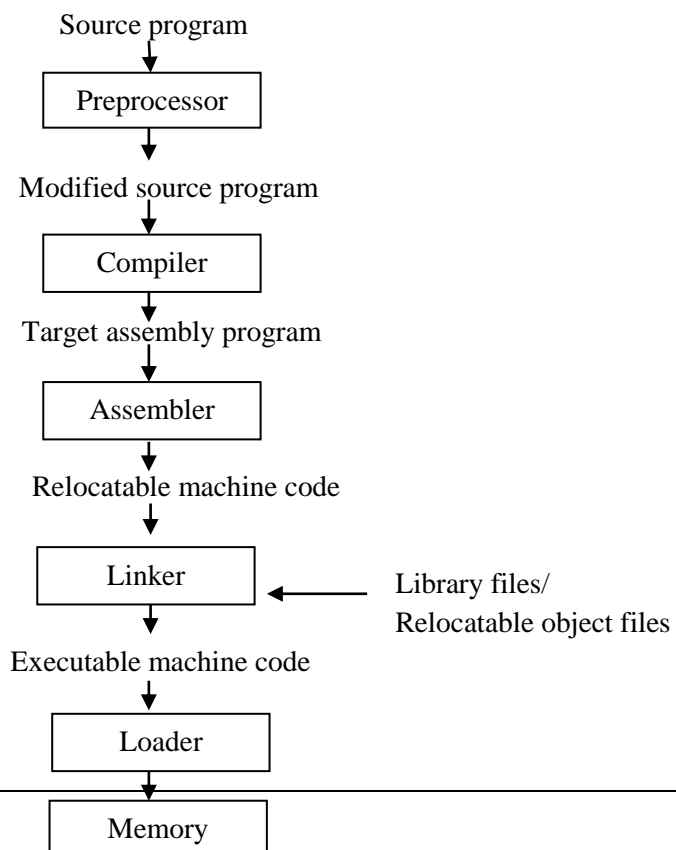 Source program
Preprocessor
Modified source program
Compiler
Target assembly program
Assembler
Relocatable machine code
Linker
Library files/
Relocatable object files
Executable machine code
Loader
Memory